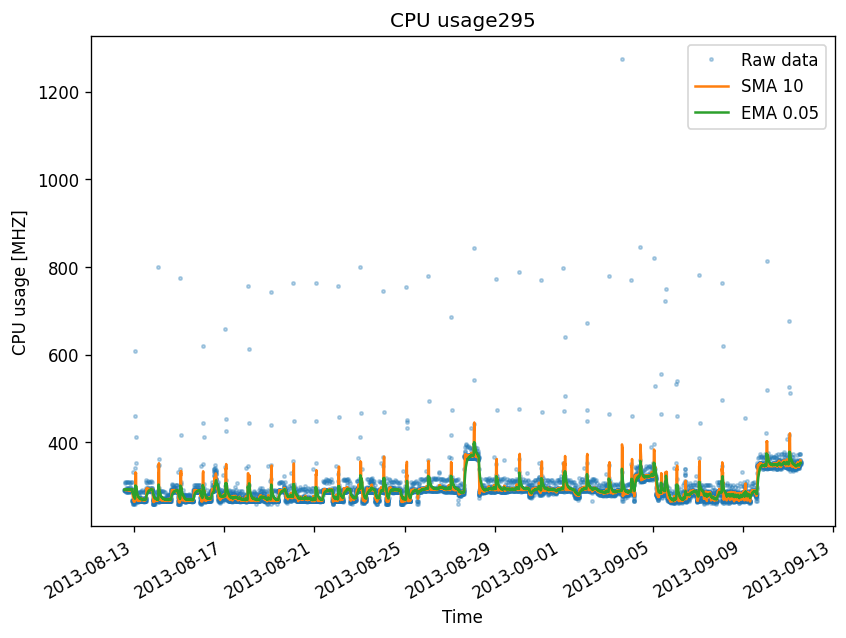 CPU usage295
Raw data
SMA 10
EMA 0.05
CPU usage [MHZ]
1200
1000
800
600
400
2013-08-13
2013-08-17
2013-08-21
2013-08-25
2013-08-29
2013-09-01
2013-09-05
2013-09-09
2013-09-13
Time